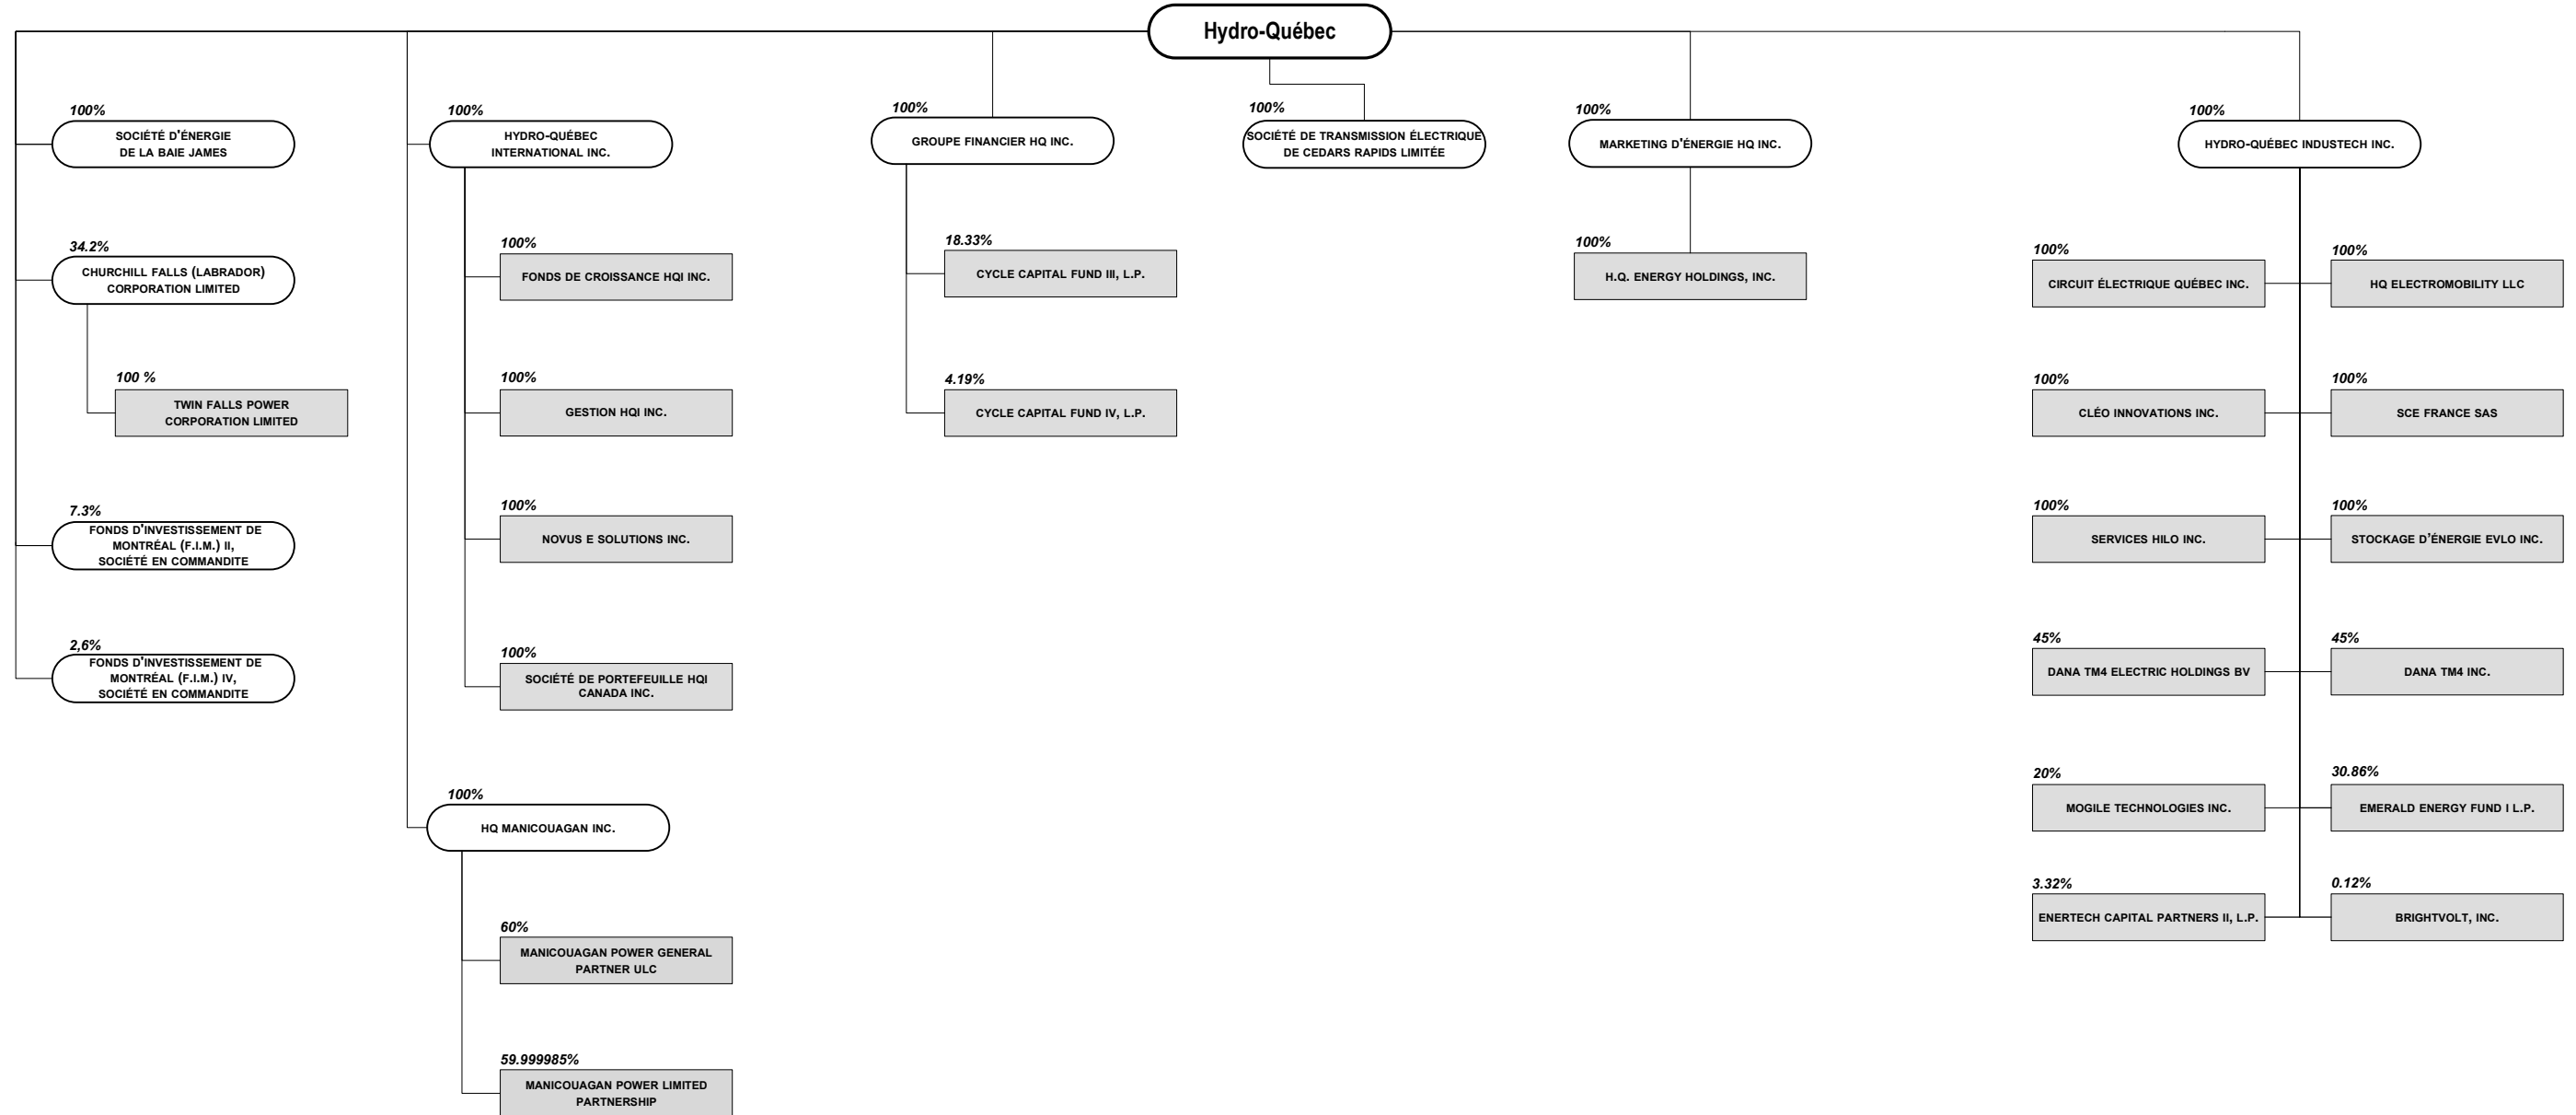 Hydro-Québec
100%
SOCIÉTÉ D'ÉNERGIE
DE LA BAIE JAMES
34.2%
CHURCHILL FALLS (LABRADOR)
CORPORATION LIMITED
100 %
TWIN FALLS POWER
CORPORATION LIMITED
7.3%
FONDS D'INVESTISSEMENT DE
MONTRÉAL (F.I.M.) II,
SOCIÉTÉ EN COMMANDITE
2,6%
FONDS D'INVESTISSEMENT DE
MONTRÉAL (F.I.M.) IV,
SOCIÉTÉ EN COMMANDITE
100%
HYDRO-QUÉBEC
INTERNATIONAL INC.
100%
FONDS DE CROISSANCE HQI INC.
100%
GESTION HQI INC.
100%
NOVUS E SOLUTIONS INC.
100%
SOCIÉTÉ DE PORTEFEUILLE HQI
CANADA INC.
100%
HQ MANICOUAGAN INC.
60%
MANICOUAGAN POWER GENERAL
PARTNER ULC
59.999985%
MANICOUAGAN POWER LIMITED
PARTNERSHIP
100%
GROUPE FINANCIER HQ INC.
18.33%
CYCLE CAPITAL FUND III, L.P.
4.19%
CYCLE CAPITAL FUND IV, L.P.
100%
SOCIÉTÉ DE TRANSMISSION ÉLECTRIQUE
DE CEDARS RAPIDS LIMITÉE
100%
MARKETING D'ÉNERGIE HQ INC.
100%
H.Q. ENERGY HOLDINGS, INC.
100%
HYDRO-QUÉBEC INDUSTECH INC.
100%
CIRCUIT ÉLECTRIQUE QUÉBEC INC.
100%
HQ ELECTROMOBILITY LLC
100%
CLÉO INNOVATIONS INC.
100%
SCE FRANCE SAS
100%
SERVICES HILO INC.
100%
STOCKAGE D’ÉNERGIE EVLO INC.
45%
DANA TM4 ELECTRIC HOLDINGS BV
45%
DANA TM4 INC.
20%
MOGILE TECHNOLOGIES INC.
30.86%
EMERALD ENERGY FUND I L.P.
3.32%
ENERTECH CAPITAL PARTNERS II, L.P.
0.12%
BRIGHTVOLT, INC.